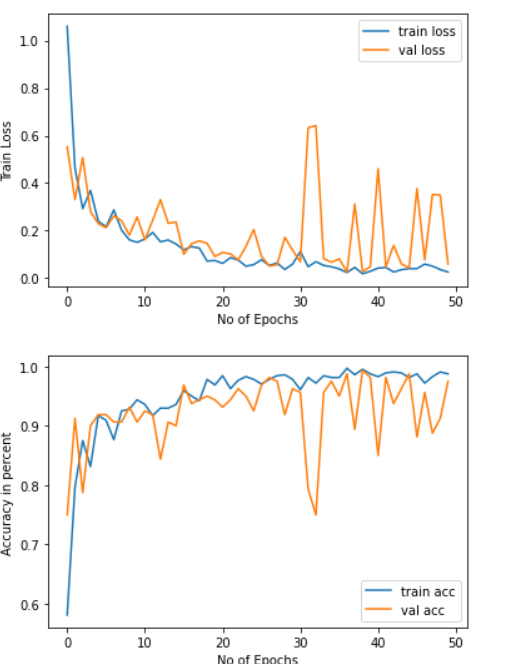 train loss
val loss
1.0
0.8
0.6
0.4
0.2
0.0
Train Loss
0 10 20 30 40 50
No of Epochs
1.0
0.9
0.8
0.7
0.6
Accuracy in percent
train acc
val acc
0 10 20 30 40 50
No of Epochs